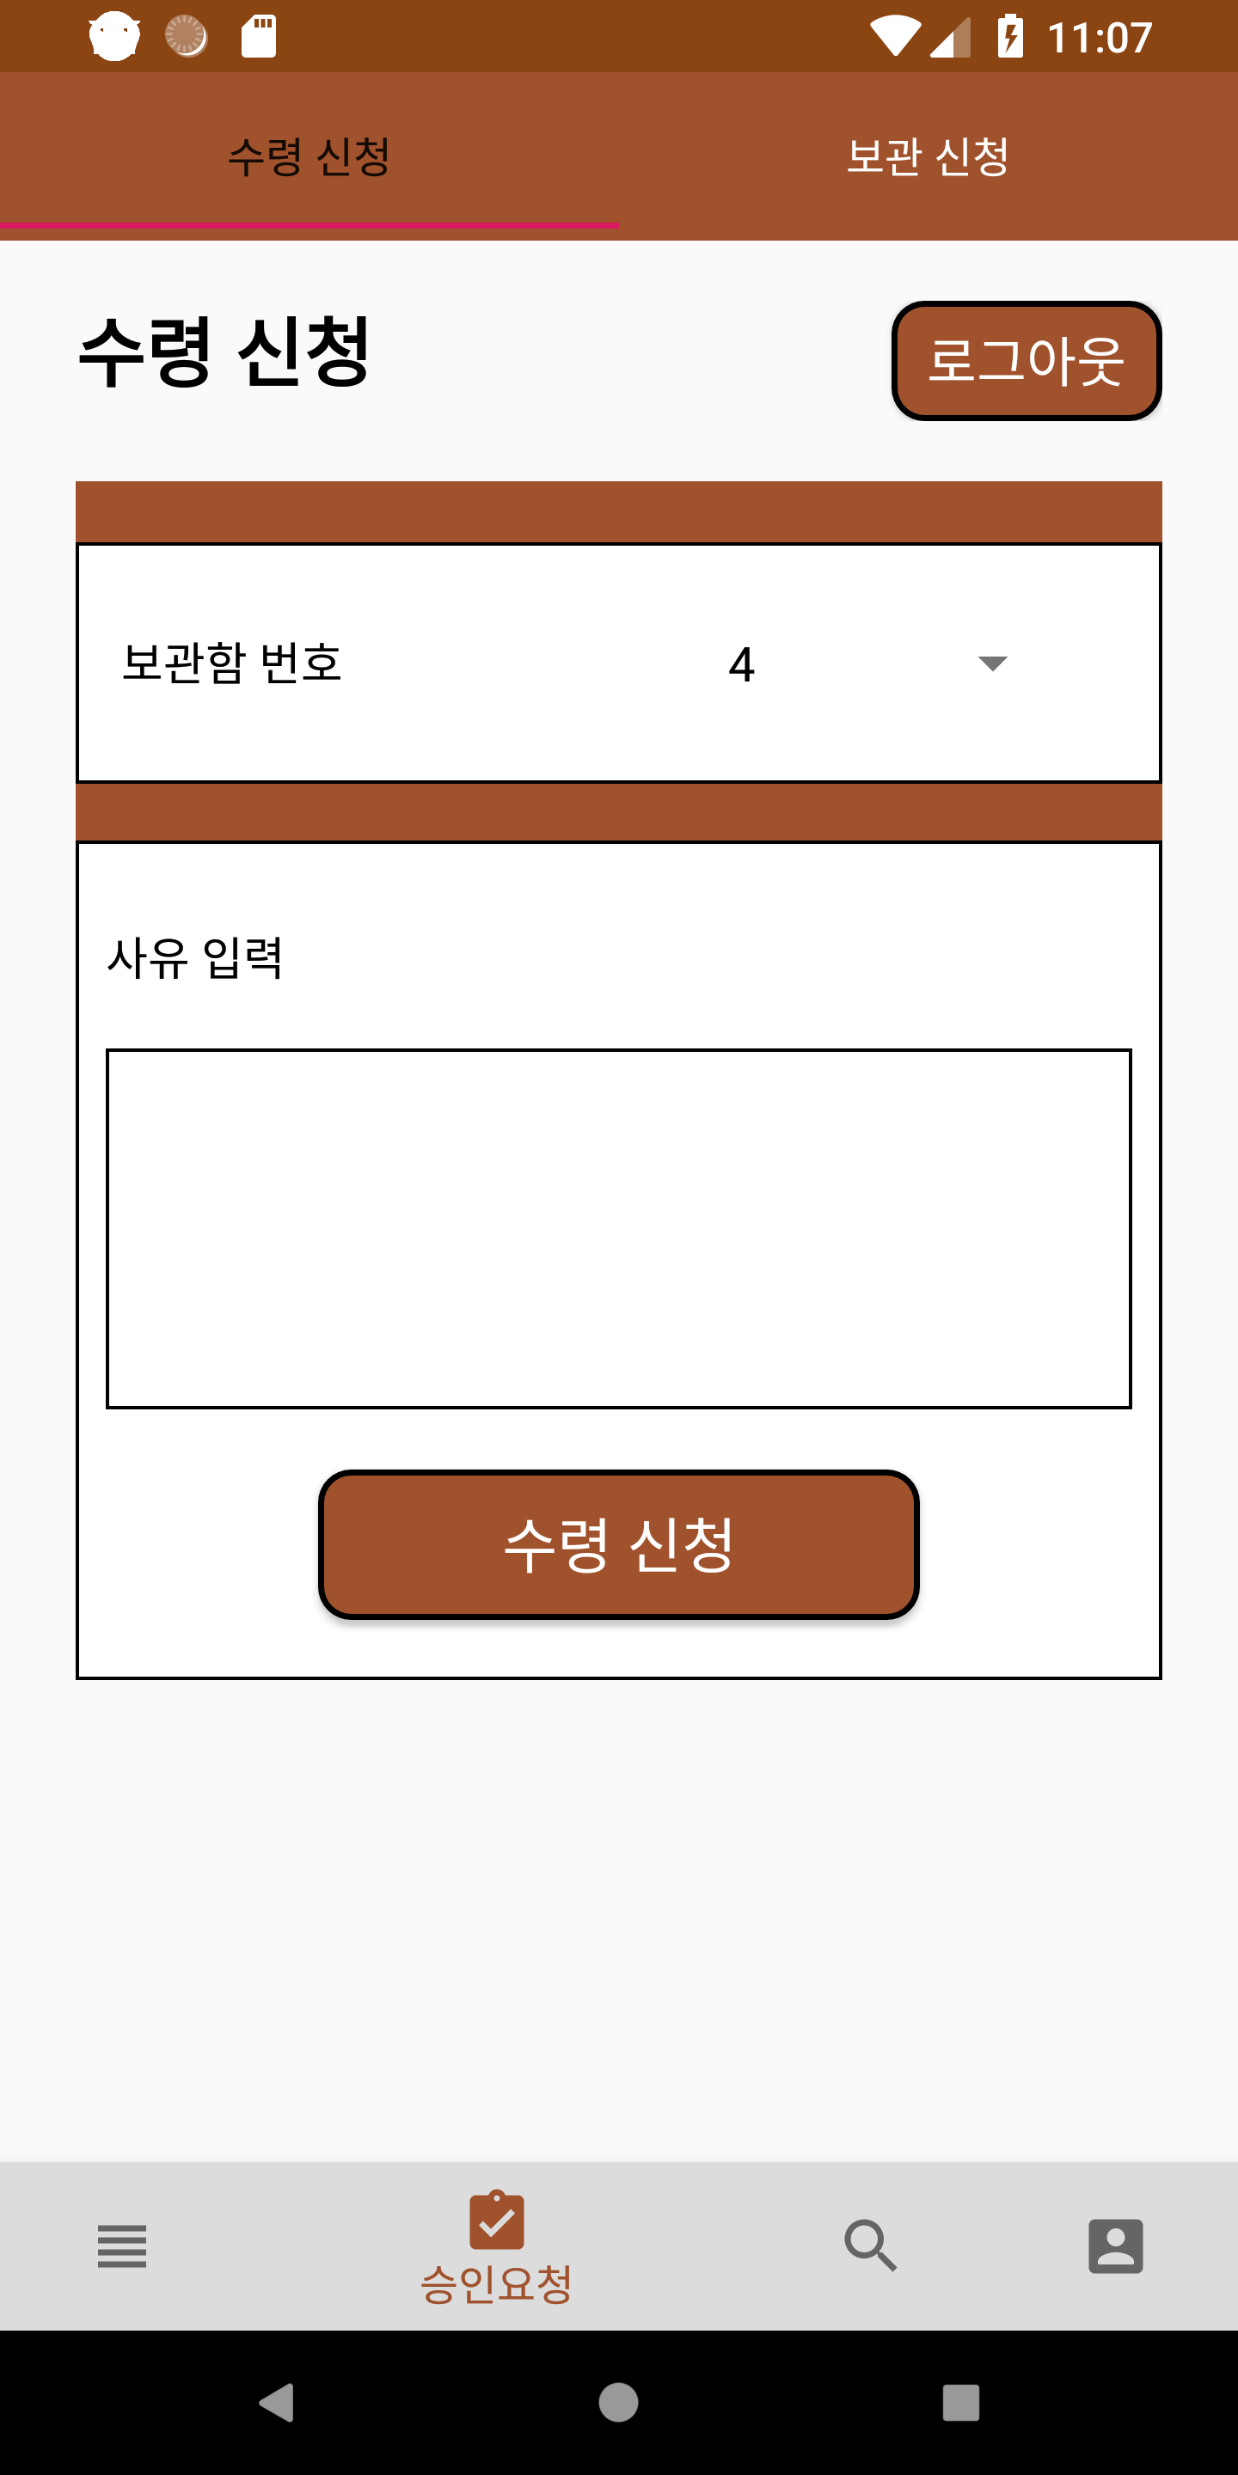 11:07
수령 신청 보관 신청
수령 신청 로그아웃
보관함 번호 4
사유 입력
수령 신청
승인요청